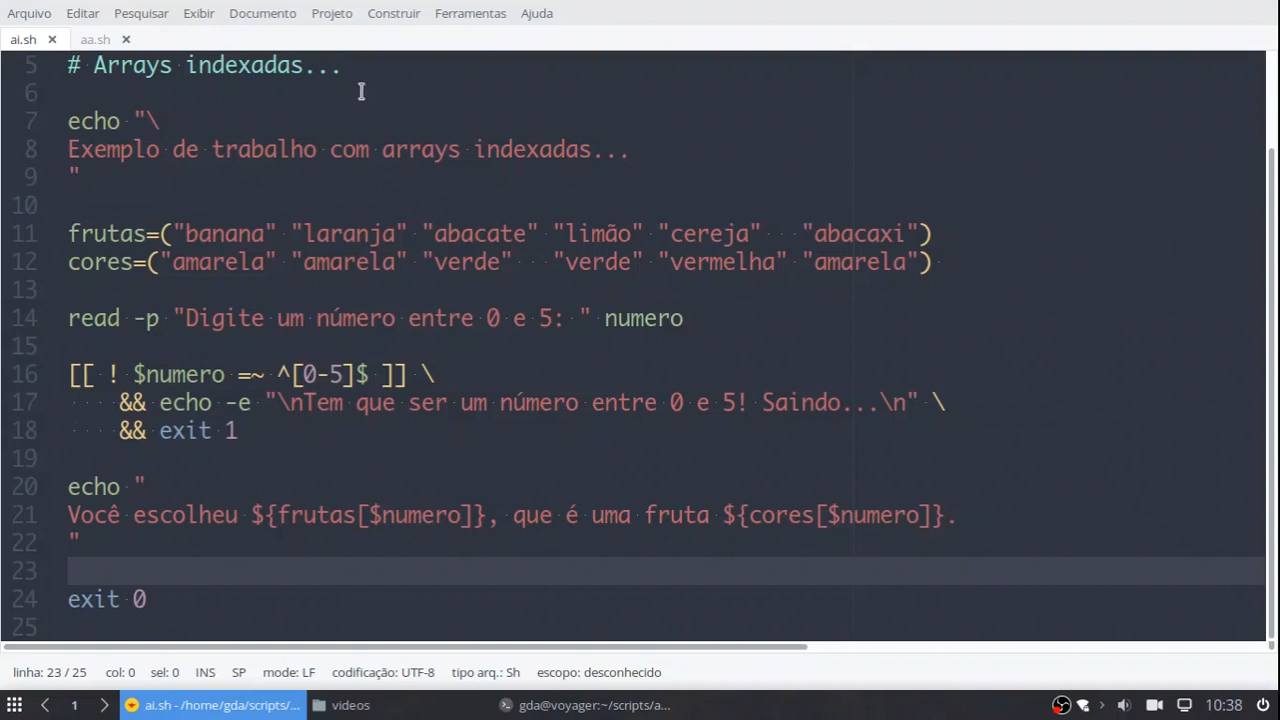 Arquivo Editar Pesquisar Exibir Documento Projeto Construir Ferramentas Ajuda
ai.sh aa.sh
5 # Arrays indexadas...
6
7 echo "\
8 Exemplo de trabalho com arrays indexadas...
9 "
10
11 frutas=("banana" "laranja" "abacate" "limão" "cereja"   "abacaxi")
12 cores=("amarela" "amarela" "verde"   "verde" "vermelha" "amarela")
13
14 read -p "Digite um número entre 0 e 5: " numero
15
16 [[ ! $numero =~ ^[0-5]$ ]] \
17     && echo -e "\nTem que ser um número entre 0 e 5! Saindo...\n" \
18     && exit 1
19
20 echo "
21 Você escolheu ${frutas[$numero]}, que é uma fruta ${cores[$numero]}.
22 "
23
24 exit 0
25
linha: 23 / 25 col: 0 sel: 0 INS SP mode: LF codificação: UTF-8 tipo arq.: Sh escopo: desconhecido
1 ai.sh - /home/gda/scripts/... videos gda@voyager:~/scripts/a... 10:38